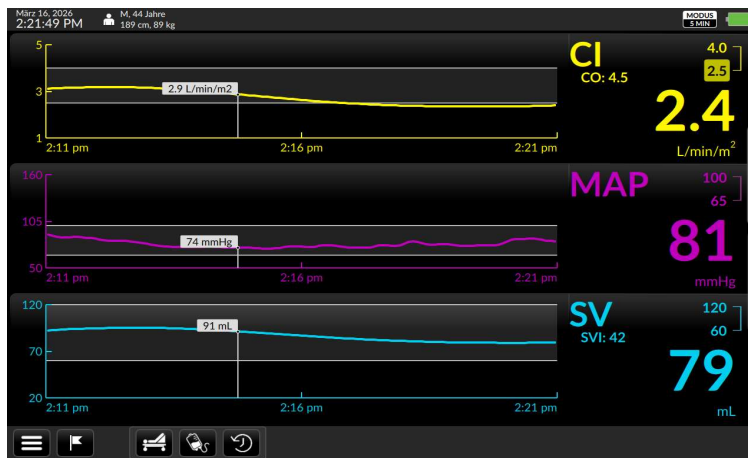 März 16, 2026
2:21:49 PM
M, 44 Jahre
189 cm, 89 kg
MODUS
5 MIN
5
3
1
2.9 L/min/m2
2:11 pm
2:16 pm
2:21 pm
CI
CO: 4.5
4.0
2.5
2.4
L/min/m²
160
105
50
74 mmHg
2:11 pm
2:16 pm
2:21 pm
MAP
100
65
81
mmHg
120
70
20
91 mL
2:11 pm
2:16 pm
2:21 pm
SV
SVI: 42
120
60
79
mL